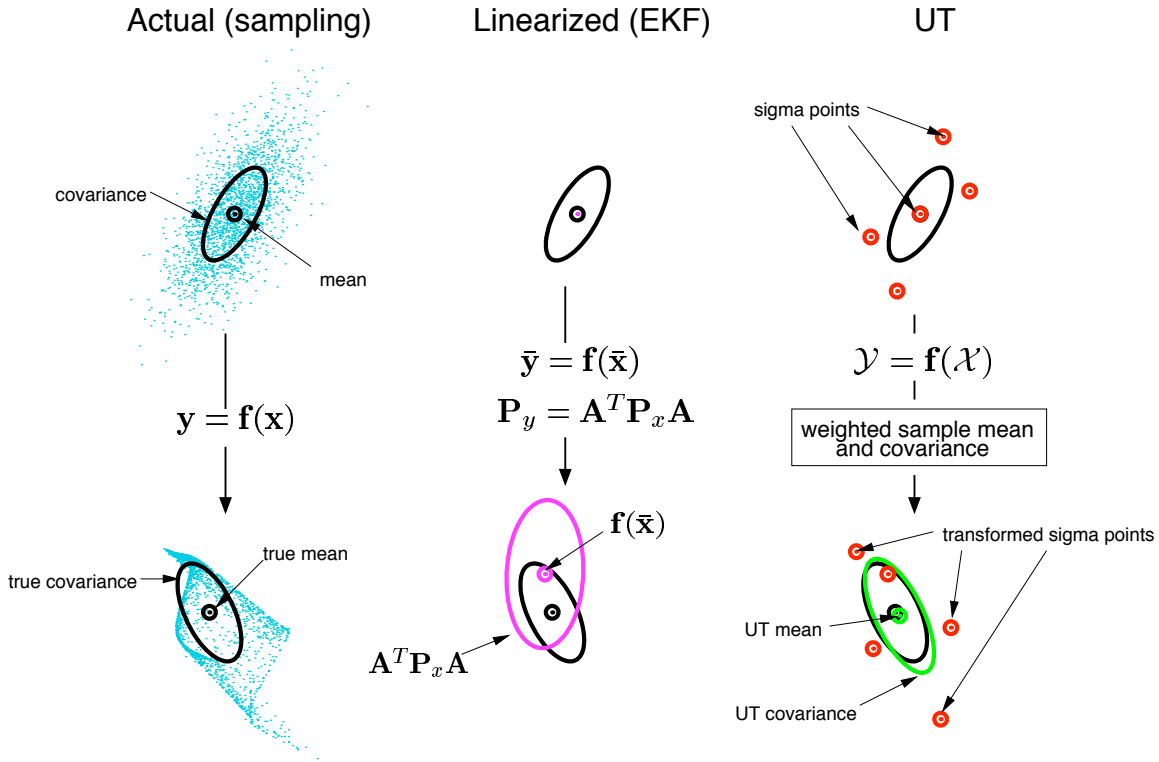 Actual (sampling)
Linearized (EKF)
UT
covariance
mean
sigma points
y = f(x)
ȳ = f(x̄)
P_y = A^T P_x A
𝒴 = f(𝒳)
weighted sample mean
and covariance
true mean
true covariance
f(x̄)
A^T P_x A
transformed sigma points
UT mean
UT covariance